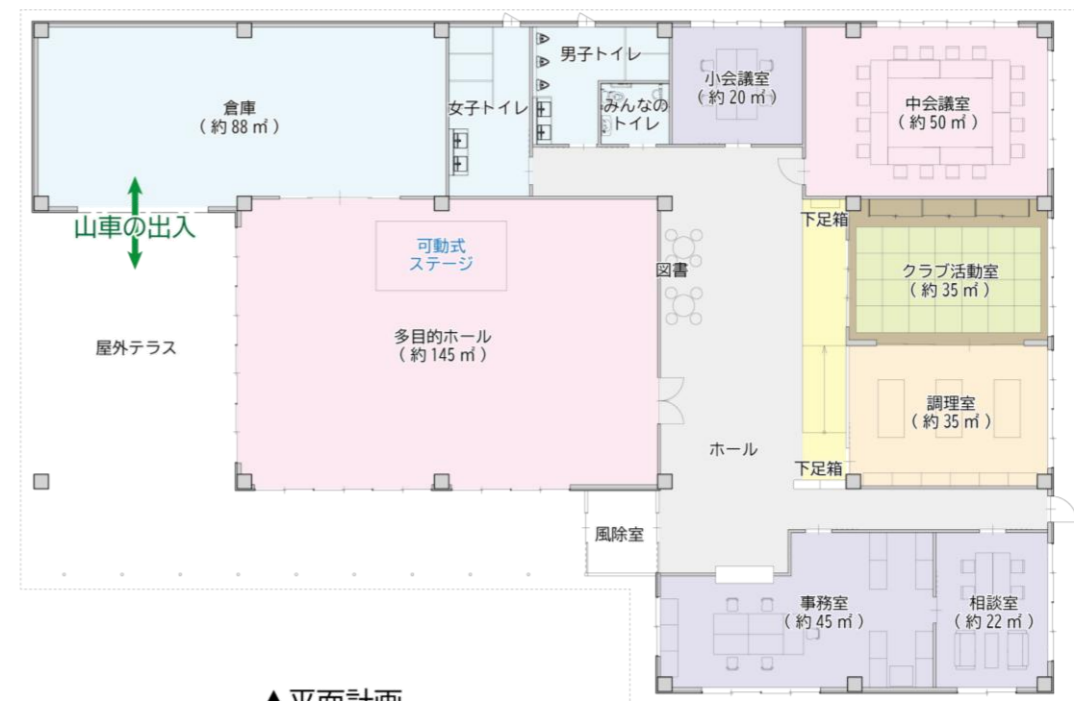 男子トイレ
小会議室
（約 20 ㎡）
倉庫
（約 88 ㎡）
女子トイレ
みんなの
トイレ
中会議室
（約 50 ㎡）
山車の出入
下足箱
可動式
ステージ
図書
クラブ活動室
（約 35 ㎡）
屋外テラス
多目的ホール
（約 145 ㎡）
調理室
（約 35 ㎡）
ホール
下足箱
風除室
事務室
（約 45 ㎡）
相談室
（約 22 ㎡）
▲平面計画